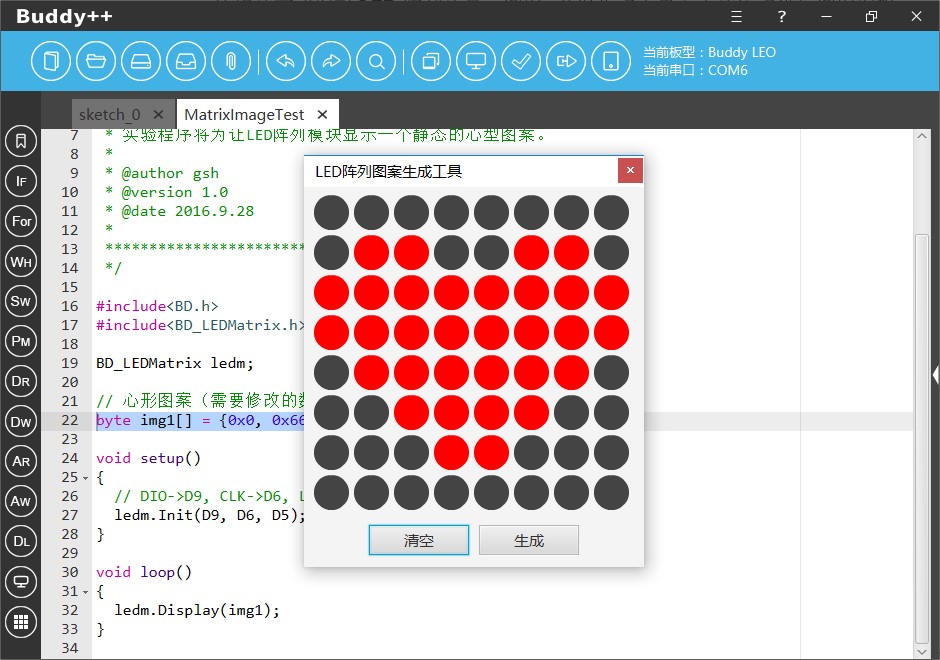 Buddy++
当前板型：Buddy LEO
当前串口：COM6
sketch_0
MatrixImageTest
IF
For
WH
SW
PM
DR
DW
AR
AW
DL
7 * 实验程序将为让LED阵列模块显示一个静态的心型图案。
8 *
9 * @author gsh
10 * @version 1.0
11 * @date 2016.9.28
12 *
13 ************************
14 */
15
16 #include<BD.h>
17 #include<BD_LEDMatrix.h>
18
19 BD_LEDMatrix ledm;
20
21 // 心形图案（需要修改的
22 byte img1[] = {0x0, 0x66
23
24 void setup()
25 {
26 // DIO->D9, CLK->D6,
27 ledm.Init(D9, D6, D5);
28 }
29
30 void loop()
31 {
32 ledm.Display(img1);
33 }
34
LED阵列图案生成工具
清空
生成